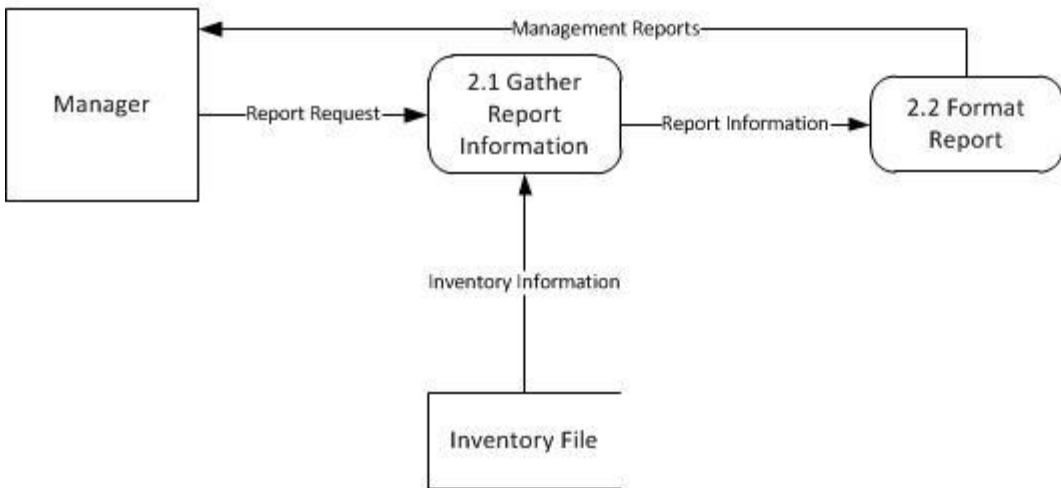 Management Reports
Manager
Report Request
2.1 Gather
Report
Information
Report Information
2.2 Format
Report
Inventory Information
Inventory File